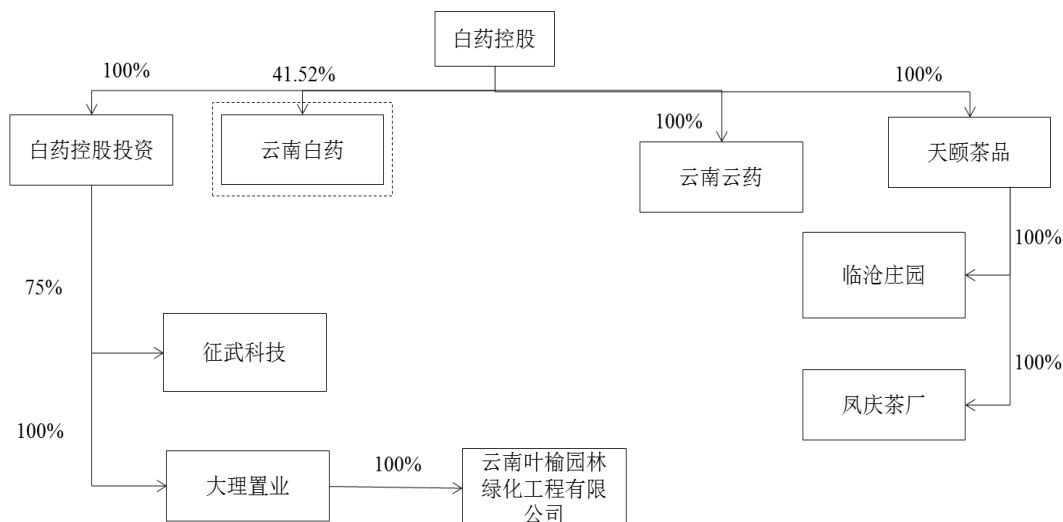 白药控股
100%
41.52%
100%
100%
白药控股投资
云南白药
云南云药
天颐茶品
100%
临沧庄园
75%
征武科技
100%
凤庆茶厂
100%
大理置业
100%
云南叶榆园林
绿化工程有限
公司